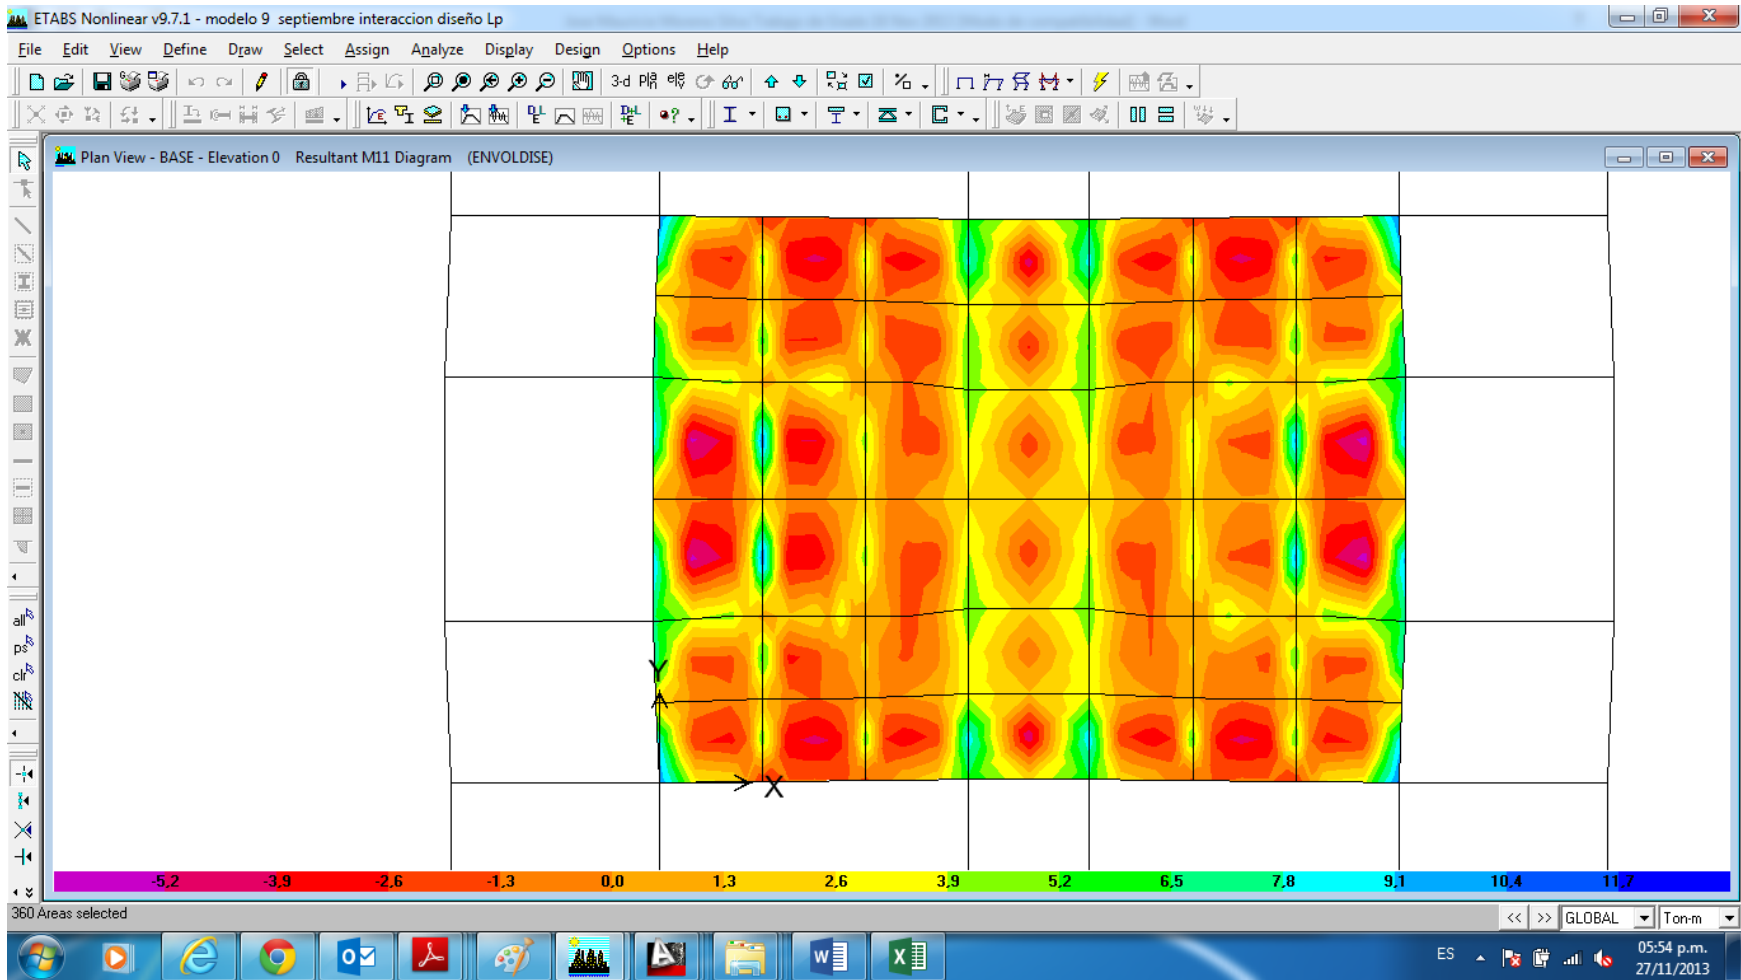 ETABS Nonlinear v9.7.1 - modelo 9 septiembre interaccion diseño Lp
File Edit View Define Draw Select Assign Analyze Display Design Options Help
3-d
Plan View - BASE - Elevation 0 Resultant M11 Diagram (ENVOLDISE)
all
ps
clr
Y
X
-5,2 -3,9 -2,6 -1,3 0,0 1,3 2,6 3,9 5,2 6,5 7,8 9,1 10,4 11,7
360 Areas selected
<< >> GLOBAL Ton-m
ES
05:54 p.m.
27/11/2013